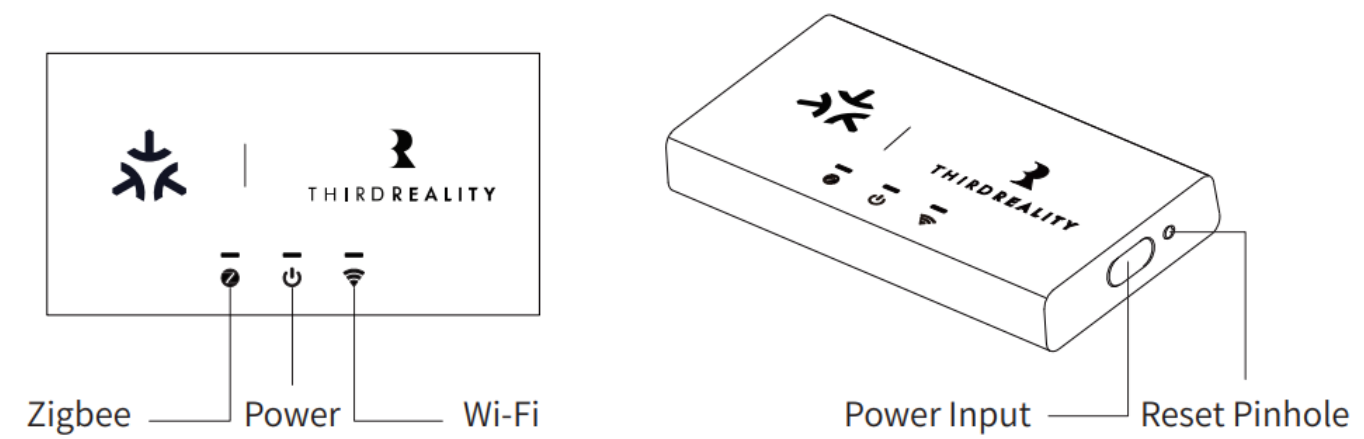 THIRDREALITY
Zigbee
Power
Wi-Fi
THIRDREALITY
Power Input
Reset Pinhole